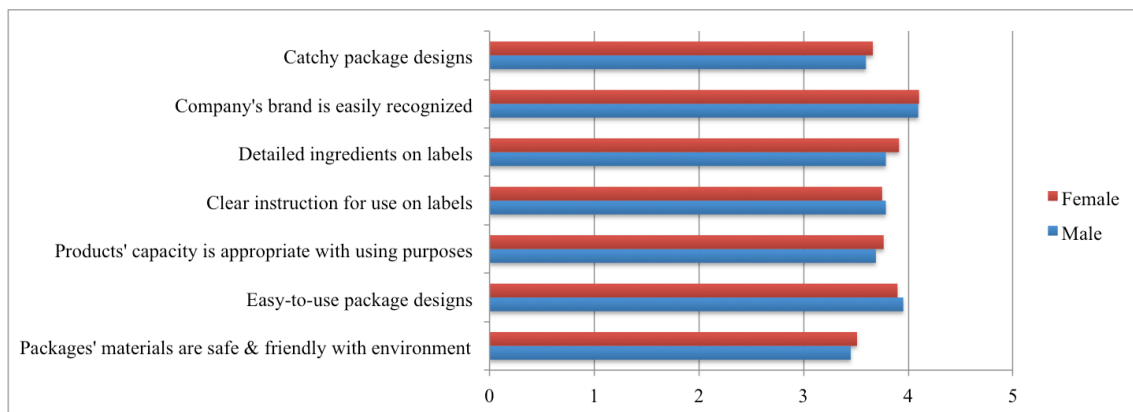 Catchy package designs
Company's brand is easily recognized
Detailed ingredients on labels
Clear instruction for use on labels
Products' capacity is appropriate with using purposes
Easy-to-use package designs
Packages' materials are safe & friendly with environment
Female
Male
0 1 2 3 4 5